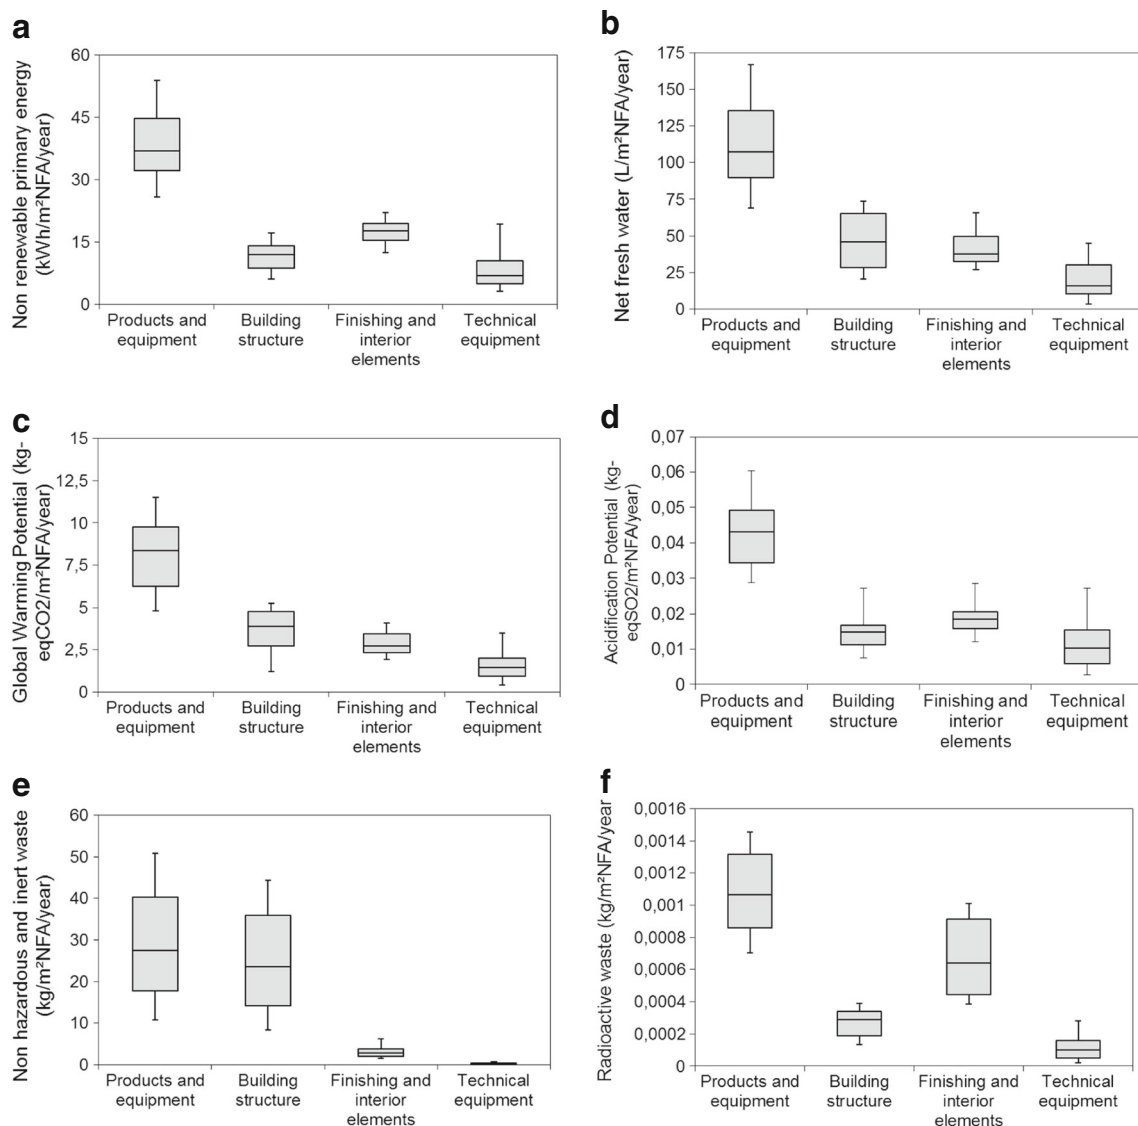 a
Non renewable primary energy
(kWh/m²NFA/year)
60
45
30
15
0
Products and
equipment
Building
structure
Finishing and
interior
elements
Technical
equipment
b
Net fresh water (L/m²NFA/year)
175
150
125
100
75
50
25
0
Products and
equipment
Building
structure
Finishing and
interior
elements
Technical
equipment
c
Global Warming Potential (kg-
eqCO2/m²NFA/year)
15
12,5
10
7,5
5
2,5
0
Products and
equipment
Building
structure
Finishing and
interior
elements
Technical
equipment
d
Acidification Potential (kg-
eqSO2/m²NFA/year)
0,07
0,06
0,05
0,04
0,03
0,02
0,01
0
Products and
equipment
Building
structure
Finishing and
interior
elements
Technical
equipment
e
Non hazardous and inert waste
(kg/m²NFA/year)
60
50
40
30
20
10
0
Products and
equipment
Building
structure
Finishing and
interior
elements
Technical
equipment
f
Radioactive waste (kg/m²NFA/year
0,0016
0,0014
0,0012
0,001
0,0008
0,0006
0,0004
0,0002
0
Products and
equipment
Building
structure
Finishing and
interior
elements
Technical
equipment